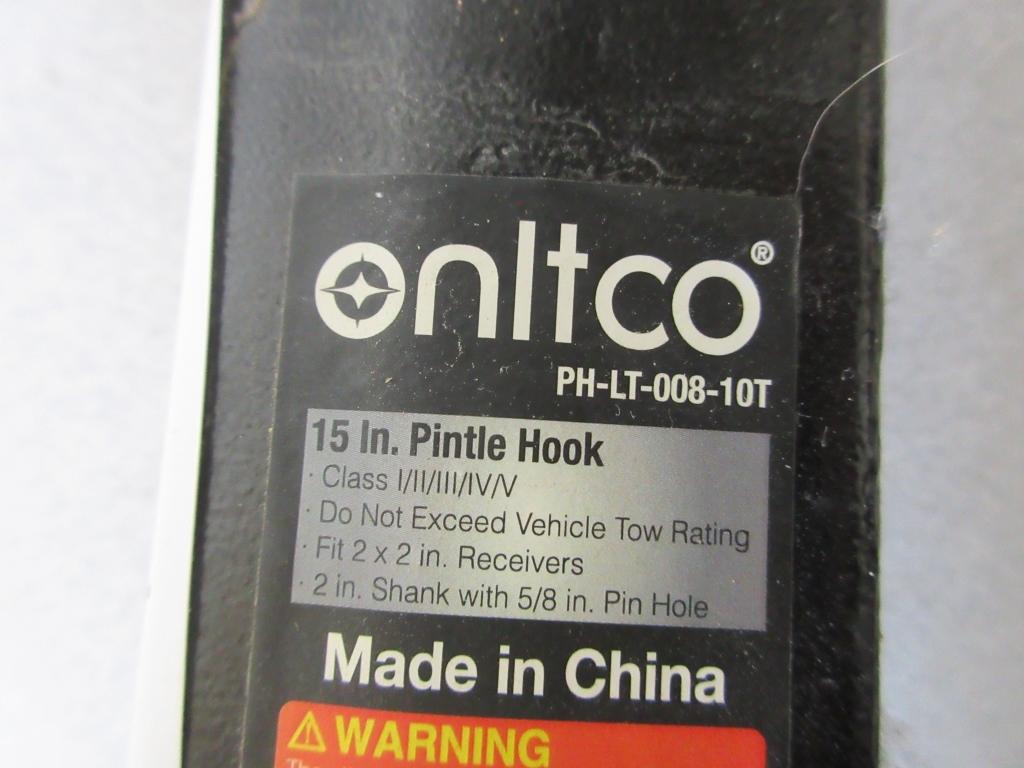 onltco®
PH-LT-008-10T
15 In. Pintle Hook
· Class I/II/III/IV/V
· Do Not Exceed Vehicle Tow Rating
· Fit 2 x 2 in. Receivers
· 2 in. Shank with 5/8 in. Pin Hole
Made in China
⚠ WARNING